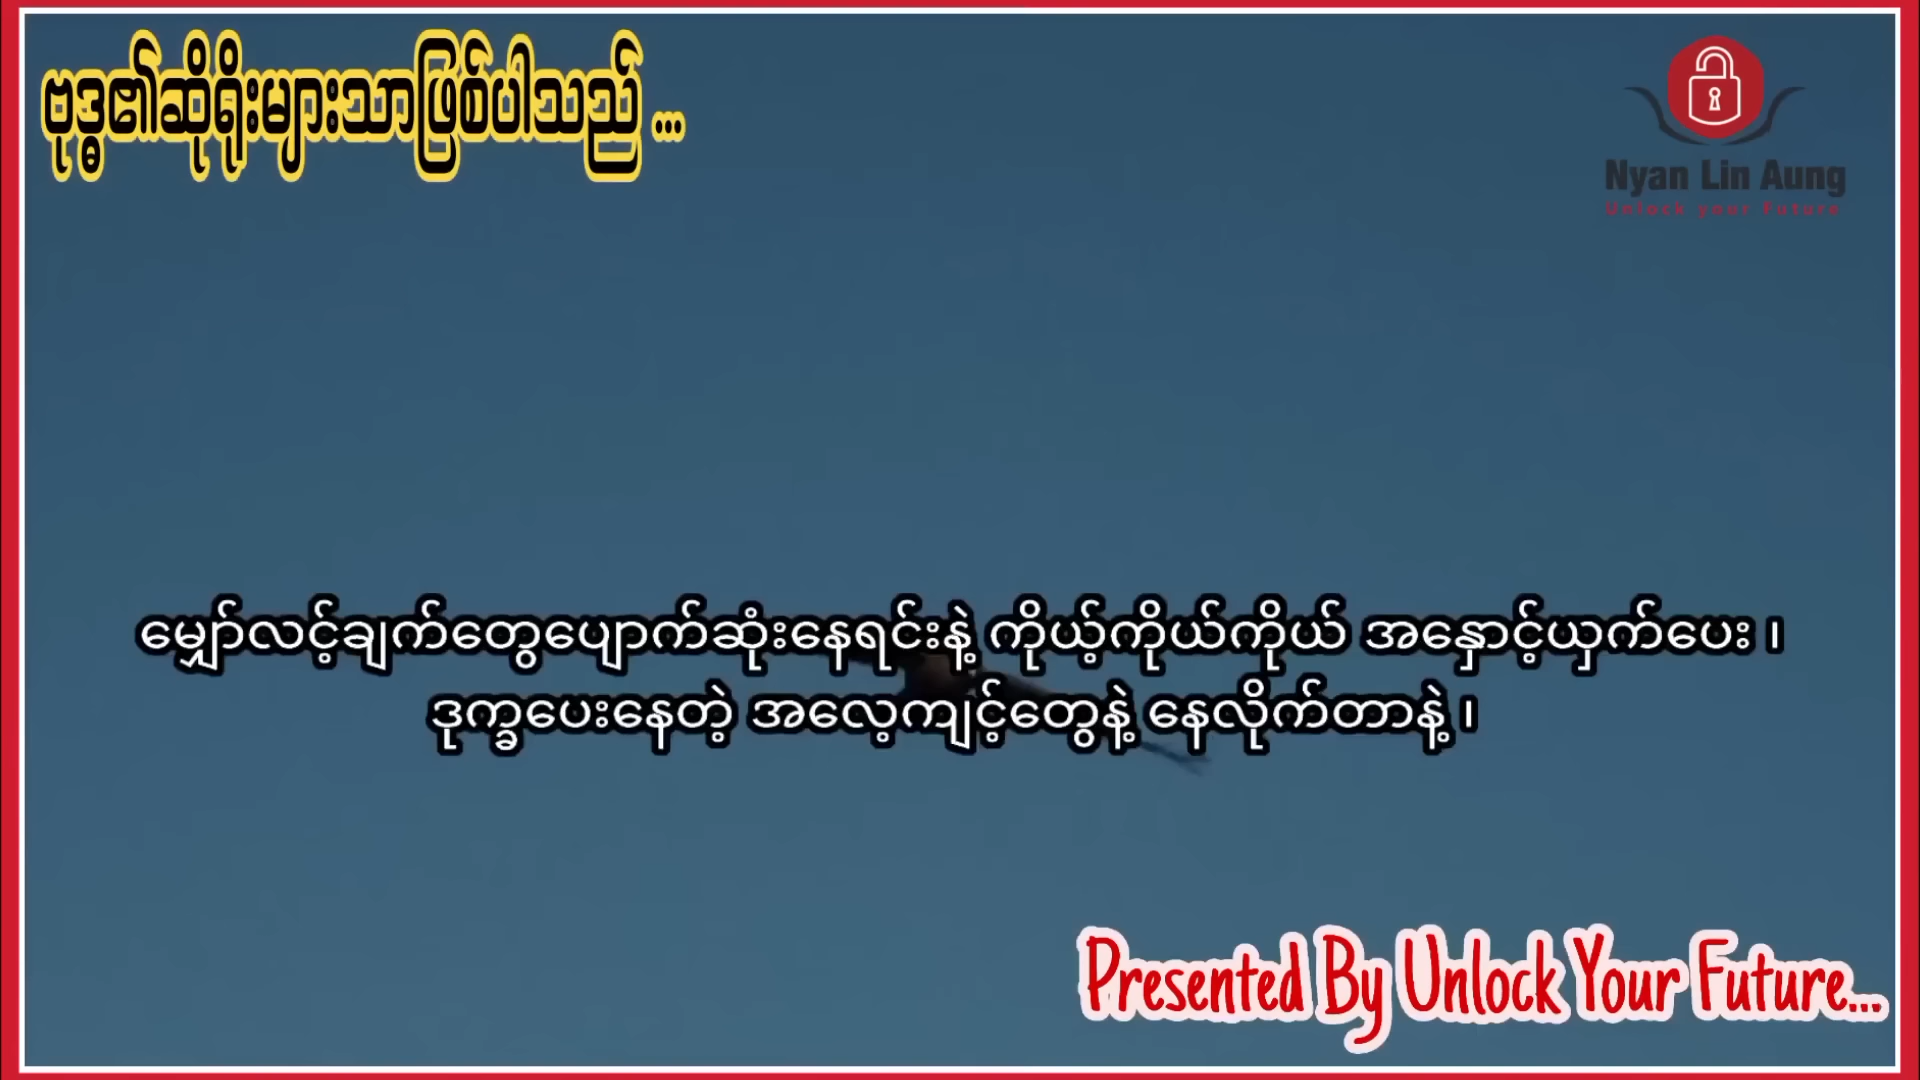 ဗုဒ္ဓ၏ဆိုရိုးများသာဖြစ်ပါသည် ...
Nyan Lin Aung
Unlock your Future
မျှော်လင့်ချက်တွေပျောက်ဆုံးနေရင်းနဲ့ ကိုယ့်ကိုယ်ကိုယ် အနှောင့်ယှက်ပေး ၊
ဒုက္ခပေးနေတဲ့ အလေ့ကျင့်တွေနဲ့ နေလိုက်တာနဲ့ ၊
Presented By Unlock Your Future...